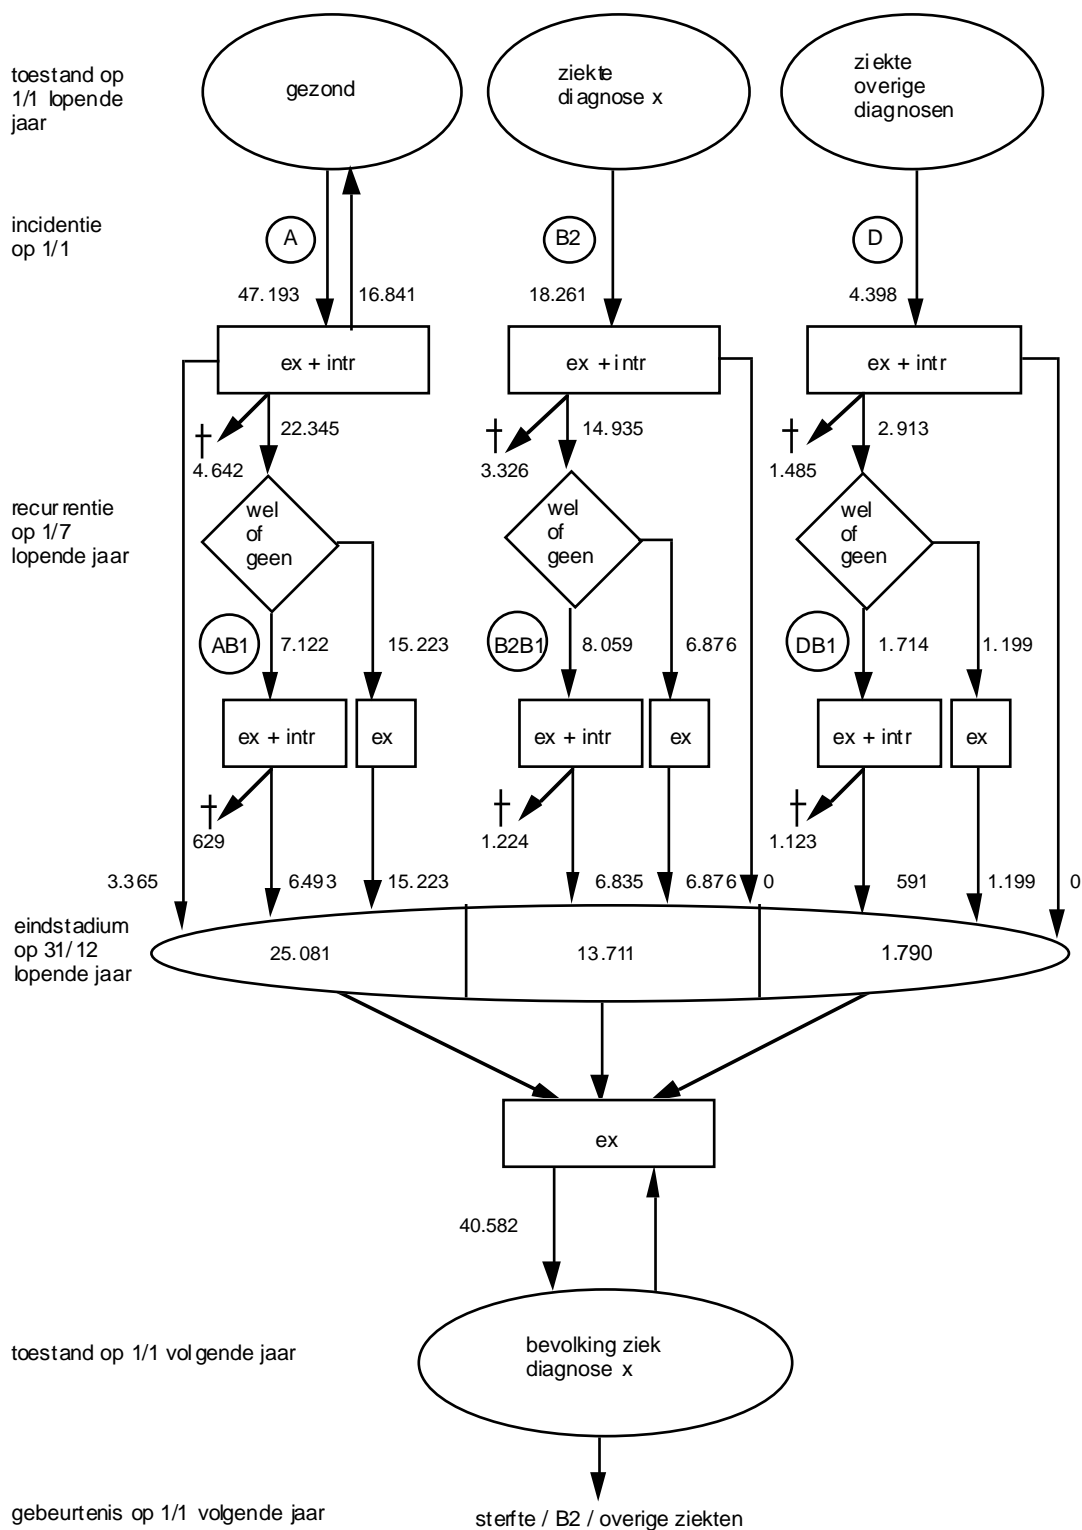 toestand op
1/1 lopende
jaar
gezond
ziekte
diagnose x
ziekte
overige
diagnosen
incidentie
op 1/1
A
B2
D
47.193
16.841
18.261
4.398
ex + intr
ex + intr
ex + intr
22.345
14.935
2.913
4.642
3.326
1.485
recurrentie
op 1/7
lopende jaar
wel
of
geen
wel
of
geen
wel
of
geen
AB1
7.122
15.223
B2B1
8.059
6.876
DB1
1.714
1.199
ex + intr
ex
ex + intr
ex
ex + intr
ex
629
1.224
1.123
3.365
6.493
15.223
6.835
6.876
0
591
1.199
0
eindstadium
op 31/12
lopende jaar
25.081
13.711
1.790
ex
40.582
toestand op 1/1 volgende jaar
bevolking ziek
diagnose x
gebeurtenis op 1/1 volgende jaar
sterfte / B2 / overige ziekten